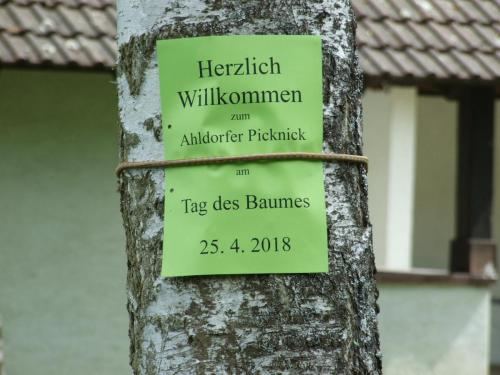 Herzlich
Willkommen
zum
Ahldorfer Picknick
am
Tag des Baumes
25. 4. 2018